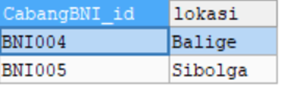 CabangBNI_id lokasi
BNI004 Balige
BNI005 Sibolga